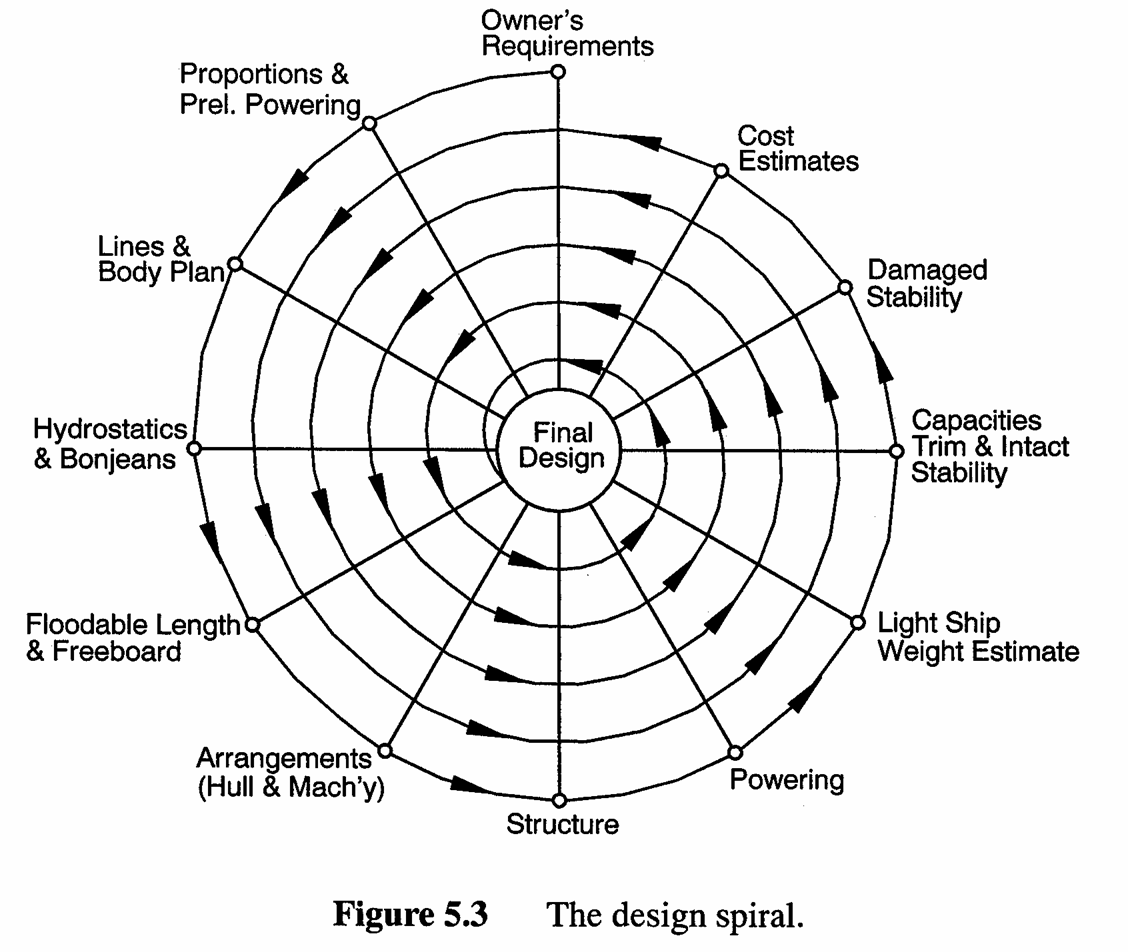 Owner's
Requirements
Proportions &
Prel. Powering
Cost
Estimates
Lines &
Body Plan
Damaged
Stability
Hydrostatics
& Bonjeans
Final
Design
Capacities
Trim & Intact
Stability
Floodable Length
& Freeboard
Light Ship
Weight Estimate
Arrangements
(Hull & Mach'y)
Powering
Structure
Figure 5.3 The design spiral.